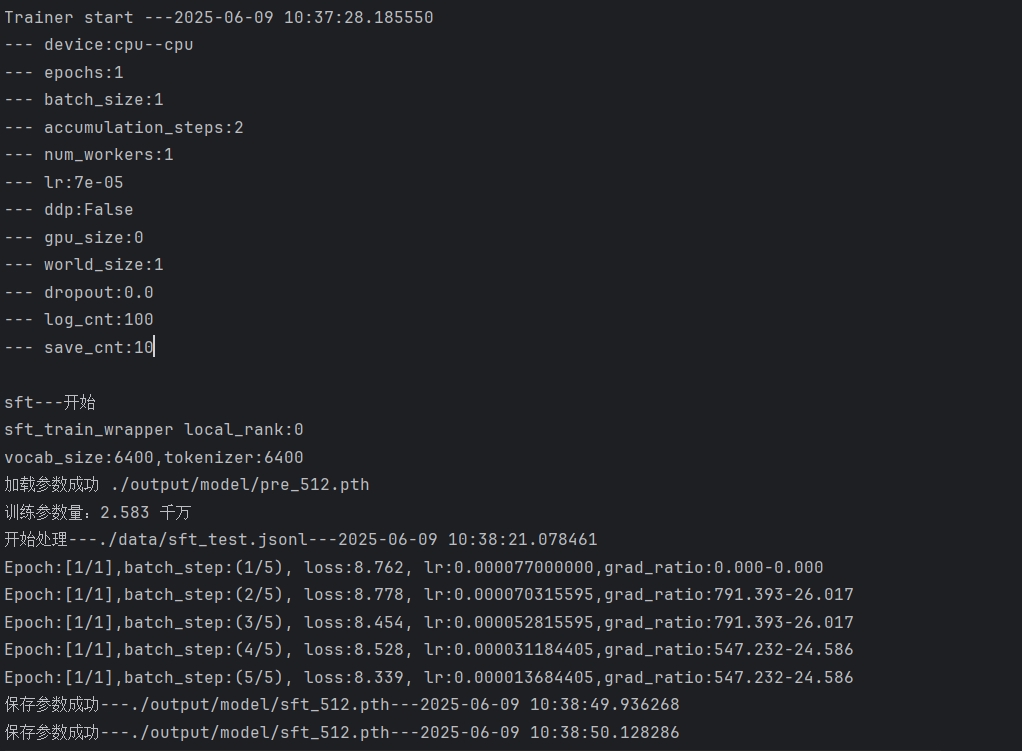 Trainer start ---2025-06-09 10:37:28.185550
--- device:cpu--cpu
--- epochs:1
--- batch_size:1
--- accumulation_steps:2
--- num_workers:1
--- lr:7e-05
--- ddp:False
--- gpu_size:0
--- world_size:1
--- dropout:0.0
--- log_cnt:100
--- save_cnt:10
sft---开始
sft_train_wrapper local_rank:0
vocab_size:6400,tokenizer:6400
加载参数成功 ./output/model/pre_512.pth
训练参数量：2.583 千万
开始处理---./data/sft_test.jsonl---2025-06-09 10:38:21.078461
Epoch:[1/1],batch_step:(1/5), loss:8.762, lr:0.000077000000,grad_ratio:0.000-0.000
Epoch:[1/1],batch_step:(2/5), loss:8.778, lr:0.000070315595,grad_ratio:791.393-26.017
Epoch:[1/1],batch_step:(3/5), loss:8.454, lr:0.000052815595,grad_ratio:791.393-26.017
Epoch:[1/1],batch_step:(4/5), loss:8.528, lr:0.000031184405,grad_ratio:547.232-24.586
Epoch:[1/1],batch_step:(5/5), loss:8.339, lr:0.000013684405,grad_ratio:547.232-24.586
保存参数成功---./output/model/sft_512.pth---2025-06-09 10:38:49.936268
保存参数成功---./output/model/sft_512.pth---2025-06-09 10:38:50.128286